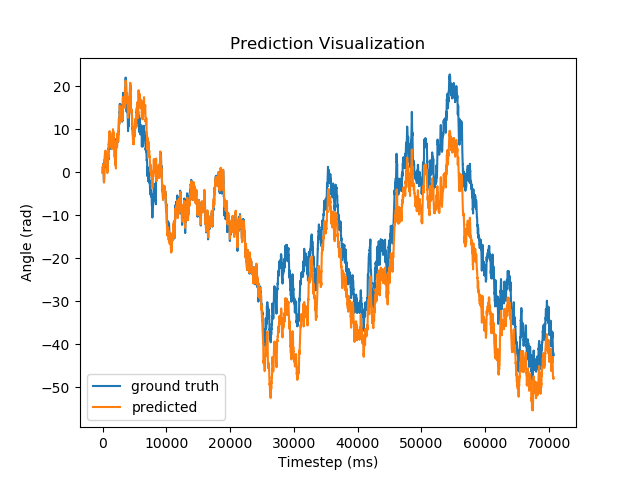 Prediction Visualization
20
10
0
−10
−20
−30
−40
−50
Angle (rad)
ground truth
predicted
0 10000 20000 30000 40000 50000 60000 70000
Timestep (ms)